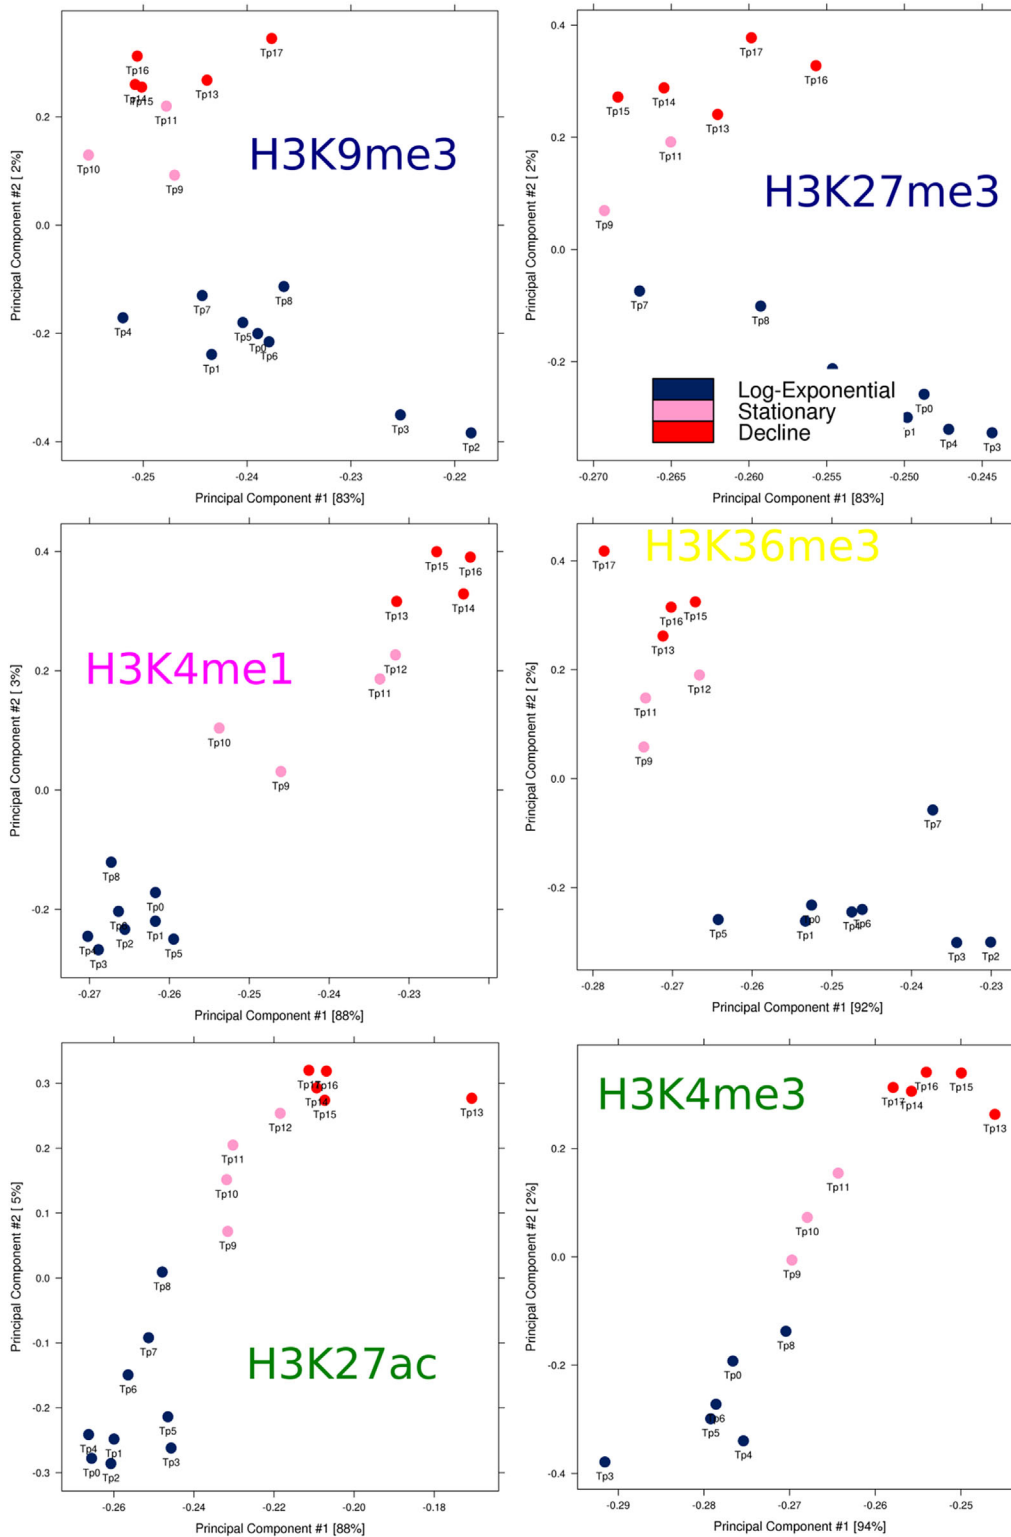 Principal Component #2 [ 2%]
0.2
0.0
-0.2
-0.4
Tp17
Tp16
Tp13
Tp15
Tp11
Tp10
Tp9
H3K9me3
Tp8
Tp7
Tp4
Tp5
Tp0
Tp6
Tp1
Tp3
Tp2
-0.25
-0.24
-0.23
-0.22
Principal Component #1 [83%]
Principal Component #2 [ 2%]
0.4
0.2
0.0
-0.2
Tp17
Tp16
Tp14
Tp15
Tp13
Tp11
H3K27me3
Tp9
Tp7
Tp8
Log-Exponential
Stationary
Decline
Tp0
p1
Tp4
Tp3
-0.270
-0.265
-0.260
-0.255
-0.250
-0.245
Principal Component #1 [83%]
Principal Component #2 [ 3%]
0.4
0.2
0.0
-0.2
Tp15
Tp16
Tp14
Tp13
H3K4me1
Tp12
Tp11
Tp10
Tp9
Tp8
Tp0
Tp2
Tp1
Tp4
Tp5
Tp3
-0.27
-0.26
-0.25
-0.24
-0.23
Principal Component #1 [88%]
Principal Component #2 [ 2%]
0.4
0.2
0.0
-0.2
H3K36me3
Tp17
Tp16
Tp15
Tp13
Tp12
Tp11
Tp9
Tp7
Tp5
Tp0
Tp1
Tp4
Tp6
Tp3
Tp2
-0.28
-0.27
-0.26
-0.25
-0.24
-0.23
Principal Component #1 [92%]
Principal Component #2 [ 5%]
0.3
0.2
0.1
0.0
-0.1
-0.2
-0.3
Tp17
Tp16
Tp14
Tp15
Tp13
Tp12
Tp11
Tp10
Tp9
Tp8
Tp7
H3K27ac
Tp6
Tp5
Tp4
Tp1
Tp3
Tp0
Tp2
-0.26
-0.24
-0.22
-0.20
-0.18
Principal Component #1 [88%]
Principal Component #2 [ 2%]
0.2
0.0
-0.2
-0.4
H3K4me3
Tp16
Tp15
Tp17
Tp14
Tp13
Tp11
Tp10
Tp9
Tp8
Tp0
Tp6
Tp5
Tp4
Tp3
-0.29
-0.28
-0.27
-0.26
-0.25
Principal Component #1 [94%]